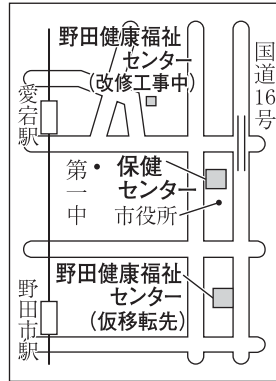 野田健康福祉
センター
(改修工事中)
国道16号
愛宕駅
第一中
保健
センター
市役所
野田健康福祉
センター
(仮移転先)
野田市駅